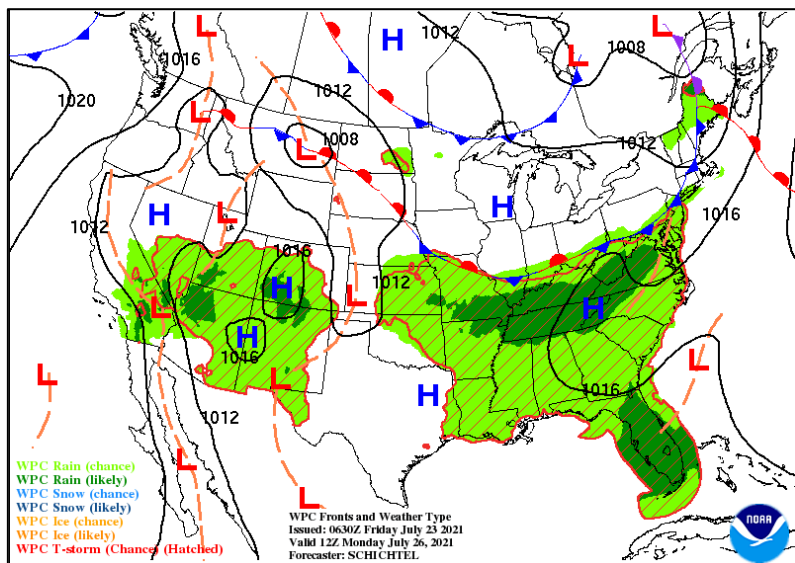 1016
H
L
1012
L
L
1008
1020
1012
L
1008
L
1012
H
L
H
1016
1012
1016
H
1012
L
L
H
H
1016
L
L
L
1016
H
1012
L
L
WPC Rain (chance)
WPC Rain (likely)
WPC Snow (chance)
WPC Snow (likely)
WPC Ice (chance)
WPC Ice (likely)
WPC T-storm (Chance) (Hatched)
WPC Fronts and Weather Type
Issued: 0630Z Friday July 23 2021
Valid 12Z Monday July 26, 2021
Forecaster: SCHICHTEL
NOAA